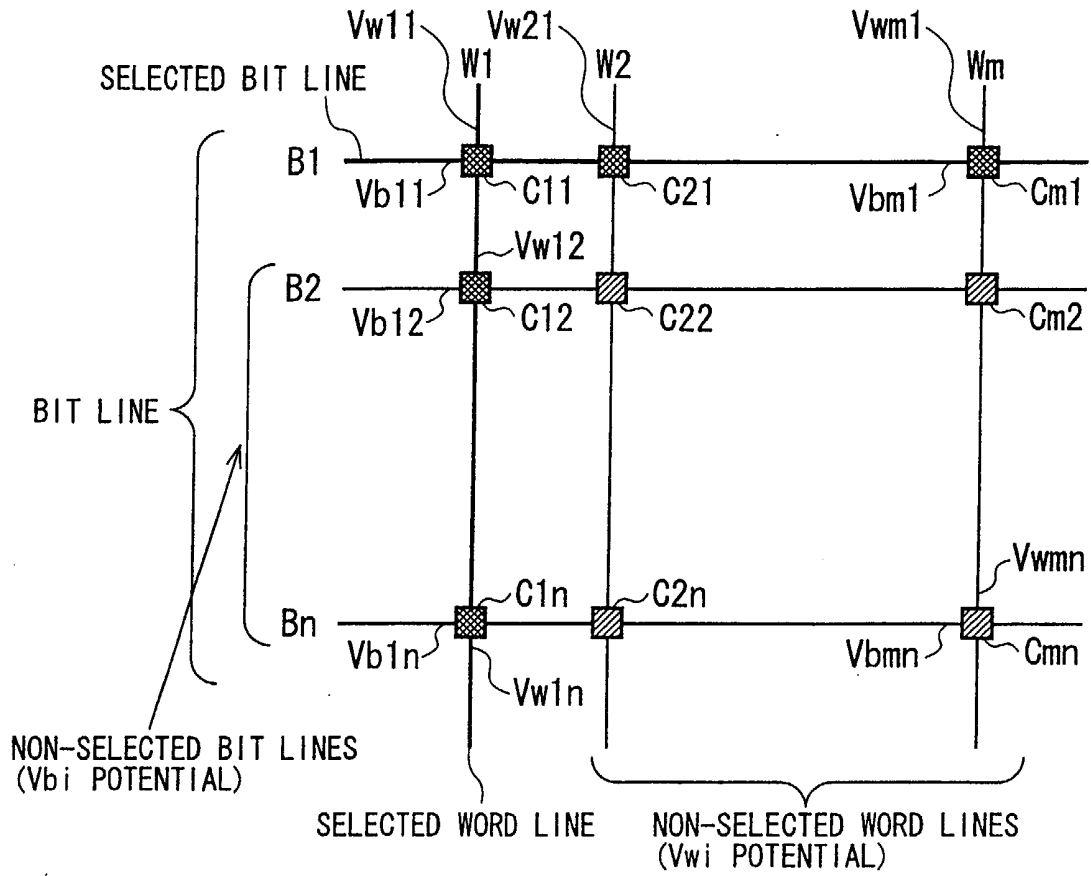 Vw11
Vw21
Vwm1
W1
W2
Wm
SELECTED BIT LINE
B1
Vb11
C11
C21
Vbm1
Cm1
Vw12
B2
Vb12
C12
C22
Cm2
BIT LINE
Vwmn
C1n
C2n
Bn
Vb1n
Vbmn
Cmn
Vw1n
NON-SELECTED BIT LINES
(Vbi POTENTIAL)
SELECTED WORD LINE
NON-SELECTED WORD LINES
(Vwi POTENTIAL)